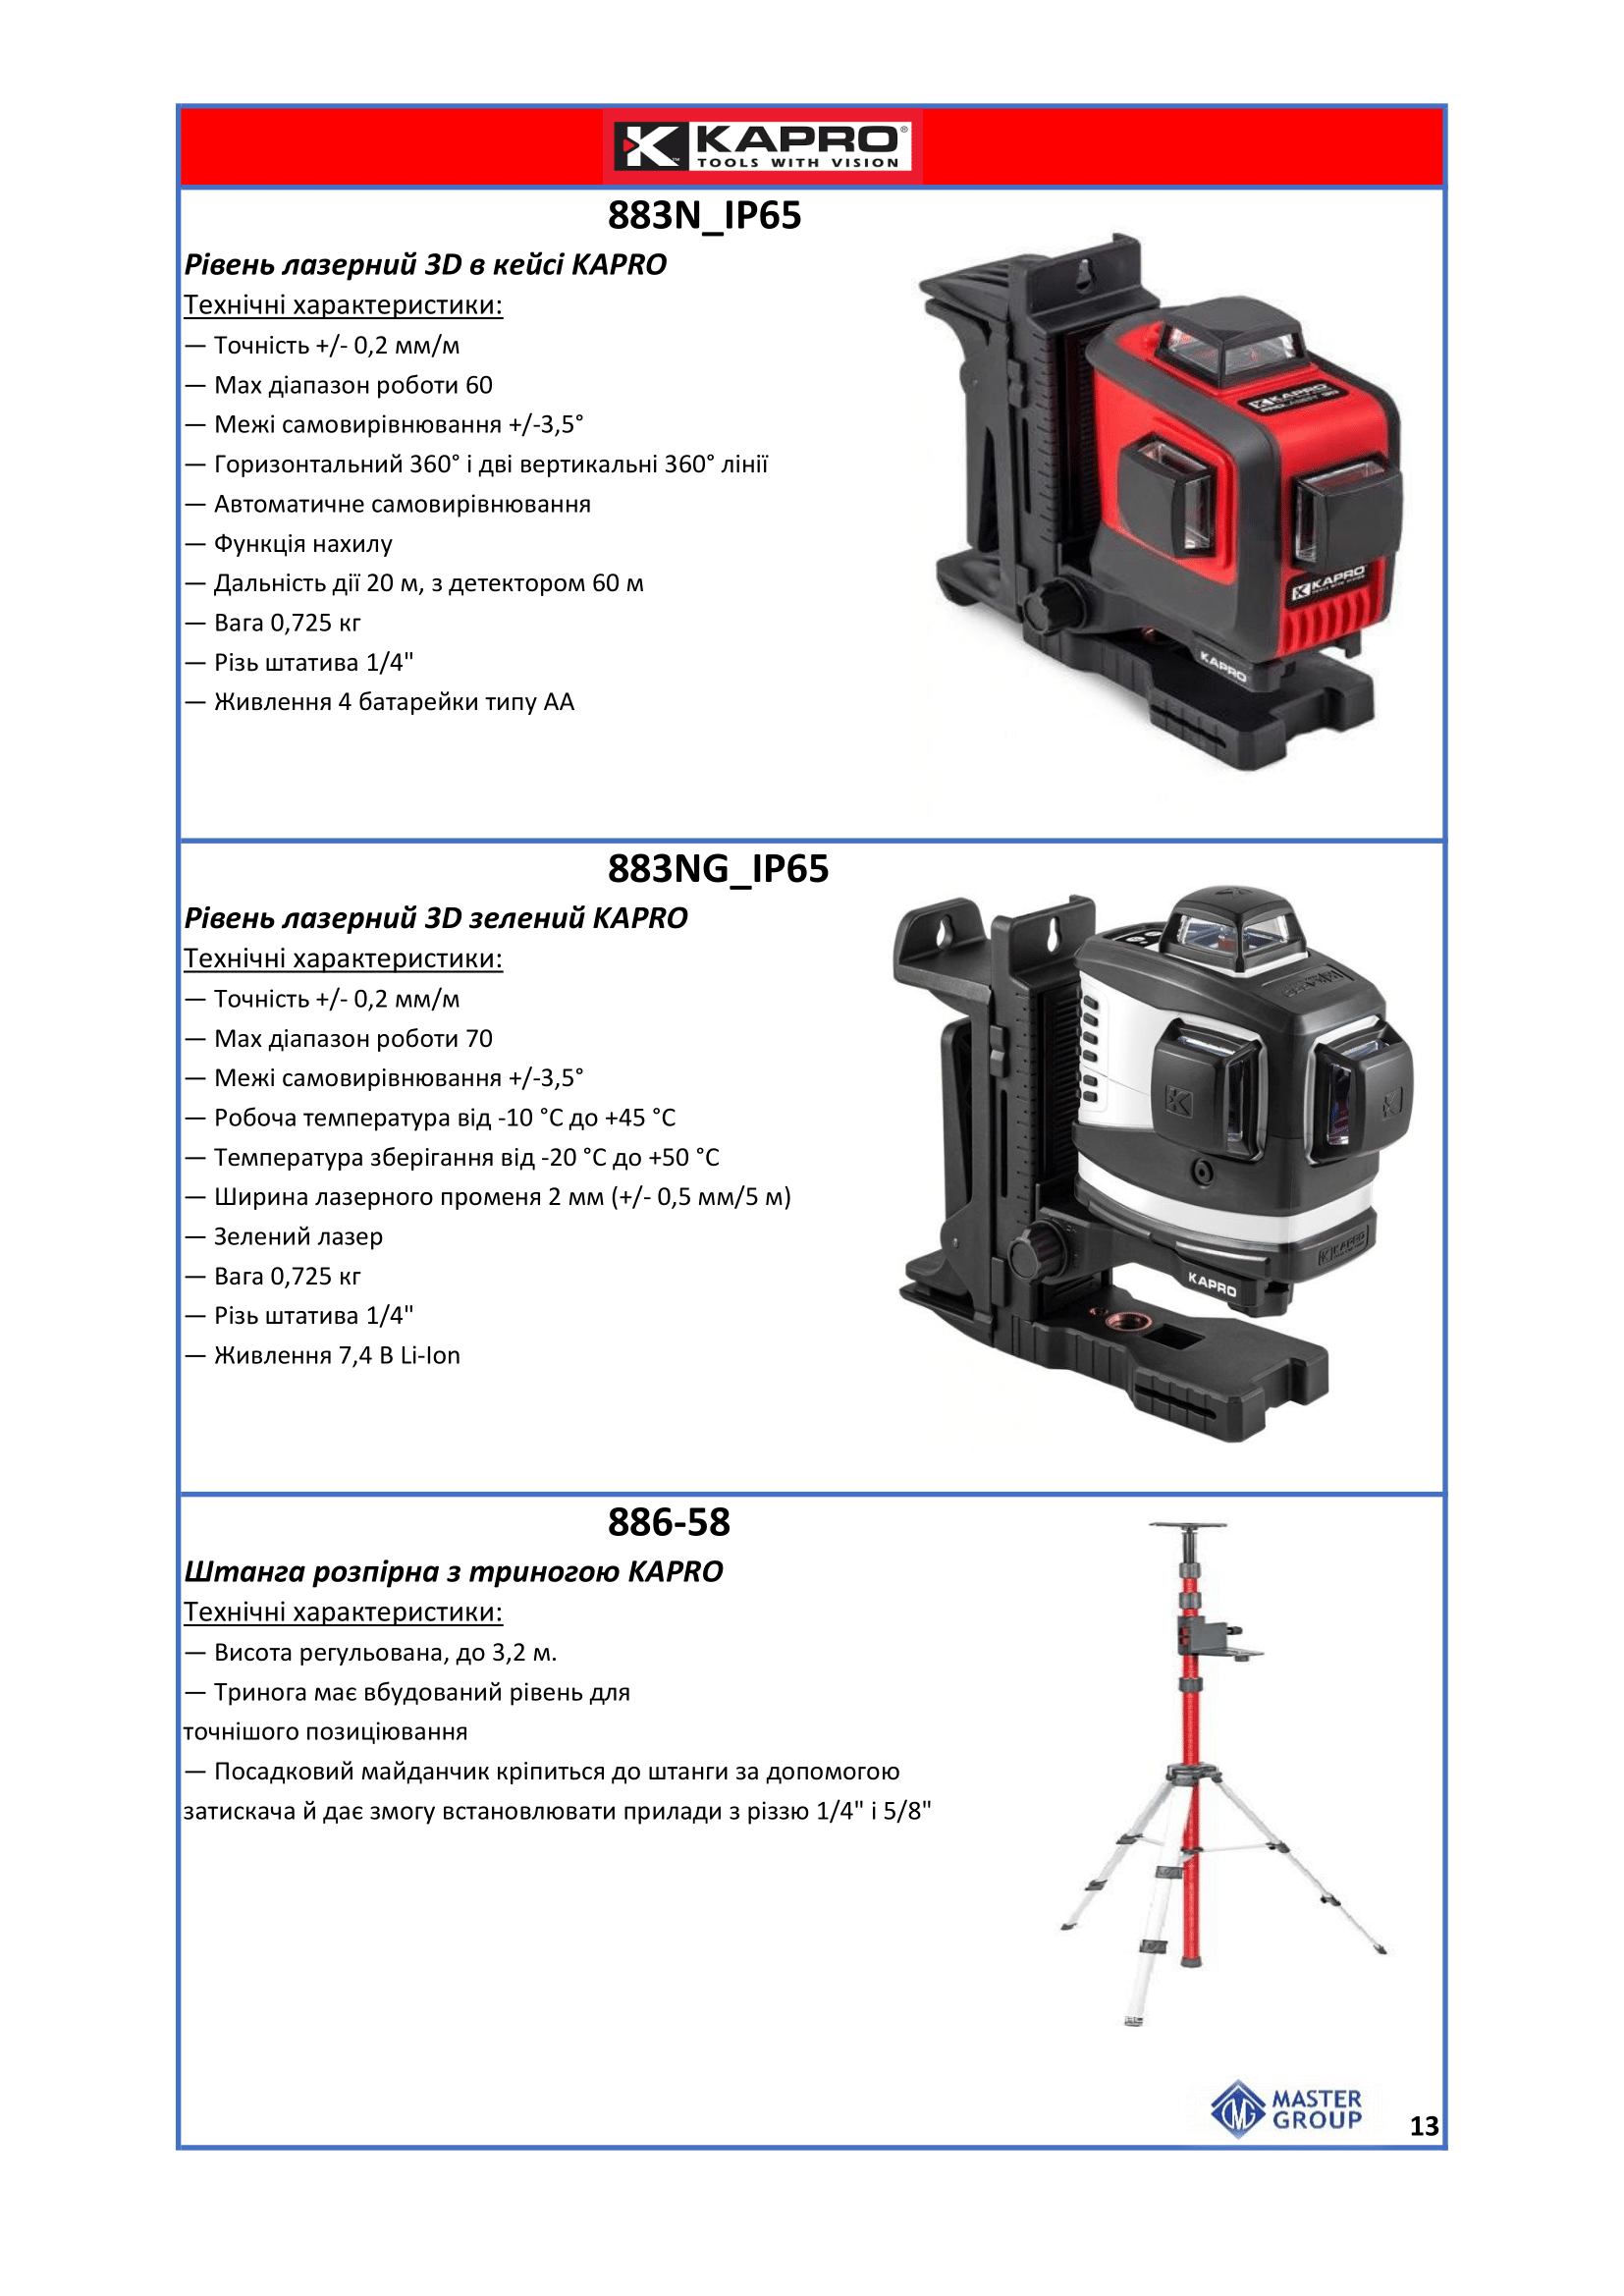 KAPRO®
TOOLS WITH VISION
883N_IP65
Рівень лазерний 3D в кейсі KAPRO
Технічні характеристики:
— Точність +/- 0,2 мм/м
— Мах діапазон роботи 60
— Межі самовирівнювання +/-3,5°
— Горизонтальний 360° і дві вертикальні 360° лінії
— Автоматичне самовирівнювання
— Функція нахилу
— Дальність дії 20 м, з детектором 60 м
— Вага 0,725 кг
— Різь штатива 1/4"
— Живлення 4 батарейки типу АА
KAPRO
KAPRO
KAPRO
883NG_IP65
Рівень лазерний 3D зелений KAPRO
Технічні характеристики:
— Точність +/- 0,2 мм/м
— Мах діапазон роботи 70
— Межі самовирівнювання +/-3,5°
— Робоча температура від -10 °C до +45 °C
— Температура зберігання від -20 °C до +50 °C
— Ширина лазерного променя 2 мм (+/- 0,5 мм/5 м)
— Зелений лазер
— Вага 0,725 кг
— Різь штатива 1/4"
— Живлення 7,4 В Li-Ion
KAPRO
KAPRO
886-58
Штанга розпірна з триногою KAPRO
Технічні характеристики:
— Висота регульована, до 3,2 м.
— Тринога має вбудований рівень для
точнішого позиціювання
— Посадковий майданчик кріпиться до штанги за допомогою
затискача й дає змогу встановлювати прилади зріззю 1/4" і 5/8"
MASTER
GROUP
13